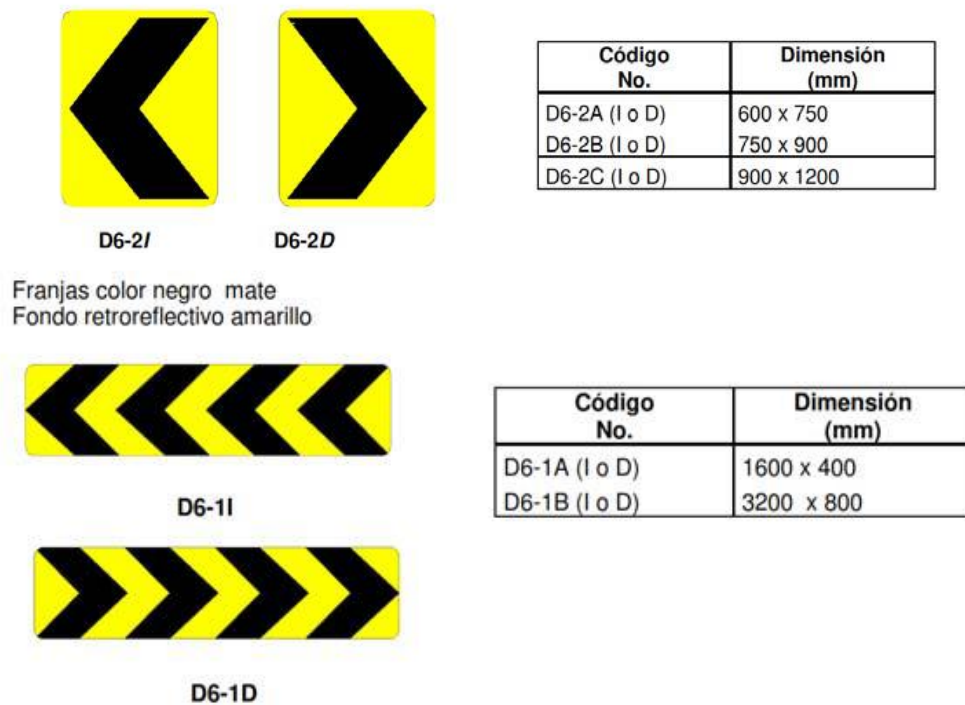 Código No. Dimensión (mm)
D6-2A (I o D) 600 x 750
D6-2B (I o D) 750 x 900
D6-2C (I o D) 900 x 1200
D6-2I D6-2D
Franjas color negro mate
Fondo retroreflectivo amarillo
Código No. Dimensión (mm)
D6-1A (I o D) 1600 x 400
D6-1B (I o D) 3200 x 800
D6-1I
D6-1D